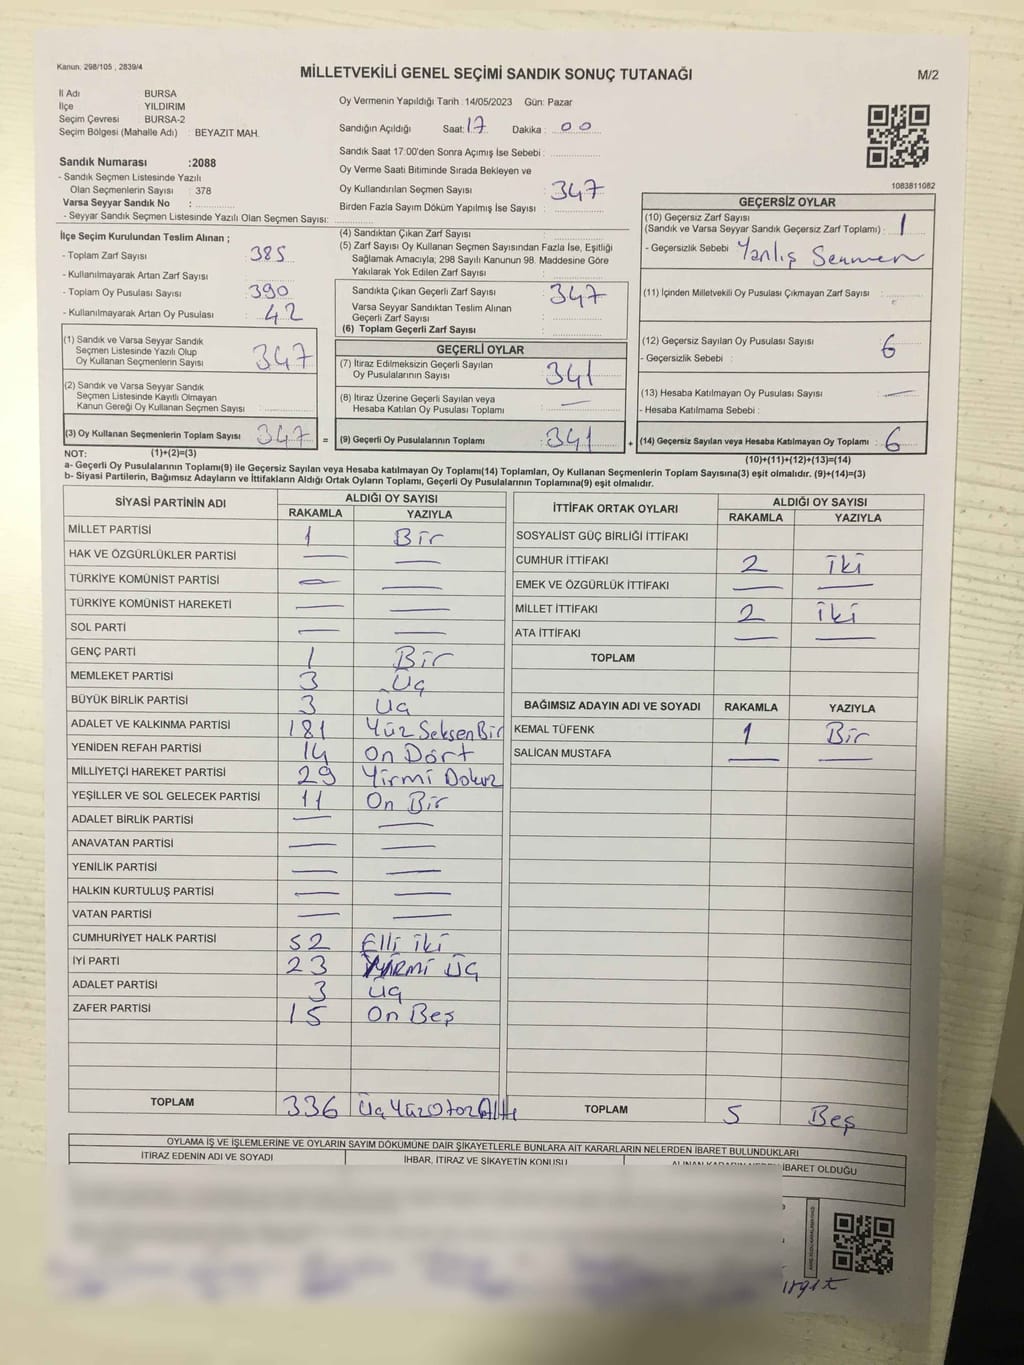 Kanun: 298/105 , 2839/4
MİLLETVEKİLİ GENEL SEÇİMİ SANDIK SONUÇ TUTANAĞI
M/2
İl Adı BURSA
İlçe YILDIRIM
Seçim Çevresi BURSA-2
Seçim Bölgesi (Mahalle Adı) : BEYAZIT MAH.
Sandık Numarası :2088
- Sandık Seçmen Listesinde Yazılı
Olan Seçmenlerin Sayısı : 378
Varsa Seyyar Sandık No :
- Seyyar Sandık Seçmen Listesinde Yazılı Olan Seçmen Sayısı:
Oy Vermenin Yapıldığı Tarih :14/05/2023 Gün: Pazar
Sandığın Açıldığı Saat: 17 Dakika : 00
Sandık Saat 17:00'den Sonra Açımış İse Sebebi :
Oy Verme Saati Bitiminde Sırada Bekleyen ve
Oy Kullandırılan Seçmen Sayısı : 347
Birden Fazla Sayım Döküm Yapılmış İse Sayısı :
1083811082
İlçe Seçim Kurulundan Teslim Alınan ;
- Toplam Zarf Sayısı : 385
- Kullanılmayarak Artan Zarf Sayısı :
- Toplam Oy Pusulası Sayısı : 390
- Kullanılmayarak Artan Oy Pusulası : 42
(1) Sandık ve Varsa Seyyar Sandık
Seçmen Listesinde Yazılı Olup
Oy Kullanan Seçmenlerin Sayısı : 347
(2) Sandık ve Varsa Seyyar Sandık
Seçmen Listesinde Kayıtlı Olmayan
Kanun Gereği Oy Kullanan Seçmen Sayısı :
(3) Oy Kullanan Seçmenlerin Toplam Sayısı : 347 =
(4) Sandıktan Çıkan Zarf Sayısı :
(5) Zarf Sayısı Oy Kullanan Seçmen Sayısından Fazla İse, Eşitliği
Sağlamak Amacıyla; 298 Sayılı Kanunun 98. Maddesine Göre
Yakılarak Yok Edilen Zarf Sayısı :
Sandıkta Çıkan Geçerli Zarf Sayısı : 347
Varsa Seyyar Sandıktan Teslim Alınan
Geçerli Zarf Sayısı :
(6) Toplam Geçerli Zarf Sayısı :
GEÇERLİ OYLAR
(7) İtiraz Edilmeksizin Geçerli Sayılan
Oy Pusulalarının Sayısı : 341
(8) İtiraz Üzerine Geçerli Sayılan veya
Hesaba Katılan Oy Pusulası Toplamı : —
(9) Geçerli Oy Pusulalarının Toplamı : 341 +
GEÇERSİZ OYLAR
(10) Geçersiz Zarf Sayısı
(Sandık ve Varsa Seyyar Sandık Geçersiz Zarf Toplamı) : 1
- Geçersizlik Sebebi : Yanlış Seçmen
(11) İçinden Milletvekili Oy Pusulası Çıkmayan Zarf Sayısı :
(12) Geçersiz Sayılan Oy Pusulası Sayısı : 6
- Geçersizlik Sebebi :
(13) Hesaba Katılmayan Oy Pusulası Sayısı : —
- Hesaba Katılmama Sebebi :
(14) Geçersiz Sayılan veya Hesaba Katılmayan Oy Toplamı : 6
NOT: (1)+(2)=(3) (10)+(11)+(12)+(13)=(14)
a- Geçerli Oy Pusulalarının Toplamı(9) ile Geçersiz Sayılan veya Hesaba katılmayan Oy Toplamı(14) Toplamları, Oy Kullanan Seçmenlerin Toplam Sayısına(3) eşit olmalıdır. (9)+(14)=(3)
b- Siyasi Partilerin, Bağımsız Adayların ve İttifakların Aldığı Ortak Oyların Toplamı, Geçerli Oy Pusulalarının Toplamına(9) eşit olmalıdır.
SİYASİ PARTİNİN ADI ALDIĞI OY SAYISI
RAKAMLA YAZIYLA
MİLLET PARTİSİ 1 Bir
HAK VE ÖZGÜRLÜKLER PARTİSİ — —
TÜRKİYE KOMÜNİST PARTİSİ — —
TÜRKİYE KOMÜNİST HAREKETİ — —
SOL PARTİ — —
GENÇ PARTİ 1 Bir
MEMLEKET PARTİSİ 3 Üç
BÜYÜK BİRLİK PARTİSİ 3 Üç
ADALET VE KALKINMA PARTİSİ 181 Yüz Seksen Bir
YENİDEN REFAH PARTİSİ 14 On Dört
MİLLİYETÇİ HAREKET PARTİSİ 29 Yirmi Dokuz
YEŞİLLER VE SOL GELECEK PARTİSİ 11 On Bir
ADALET BİRLİK PARTİSİ — —
ANAVATAN PARTİSİ — —
YENİLİK PARTİSİ — —
HALKIN KURTULUŞ PARTİSİ — —
VATAN PARTİSİ — —
CUMHURİYET HALK PARTİSİ 52 Elli iki
İYİ PARTİ 23 YİRMİ ÜÇ
ADALET PARTİSİ 3 üç
ZAFER PARTİSİ 15 On Beş
TOPLAM 336 Üç Yüz Otuz Altı
İTTİFAK ORTAK OYLARI ALDIĞI OY SAYISI
RAKAMLA YAZIYLA
SOSYALİST GÜÇ BİRLİĞİ İTTİFAKI
CUMHUR İTTİFAKI 2 iki
EMEK VE ÖZGÜRLÜK İTTİFAKI — —
MİLLET İTTİFAKI 2 iki
ATA İTTİFAKI — —
TOPLAM
BAĞIMSIZ ADAYIN ADI VE SOYADI RAKAMLA YAZIYLA
KEMAL TÜFENK 1 Bir
SALİCAN MUSTAFA — —
TOPLAM 5 Beş
OYLAMA İŞ VE İŞLEMLERİNE VE OYLARIN SAYIM DÖKÜMÜNE DAİR ŞİKAYETLERLE BUNLARA AİT KARARLARIN NELERDEN İBARET BULUNDUKLARI
İTİRAZ EDENİN ADI VE SOYADI İHBAR, İTİRAZ VE ŞİKAYETİN KONUSU İBARET OLDUĞU